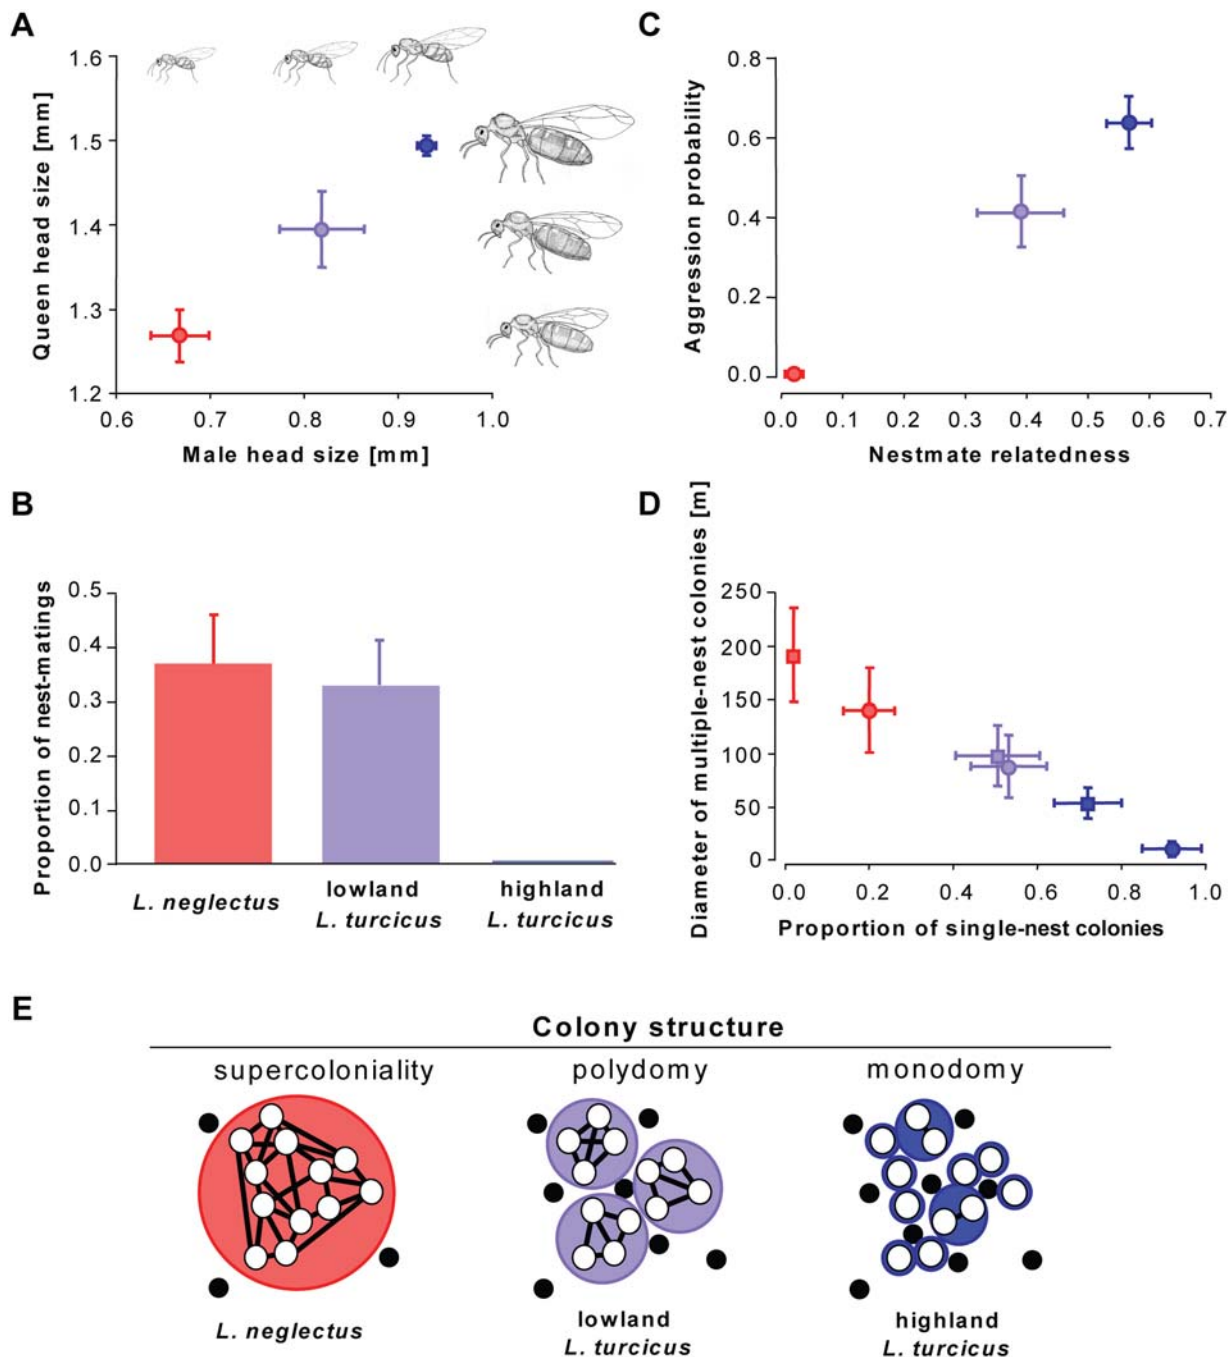 A
Queen head size [mm]
1.6
1.5
1.4
1.3
1.2
0.6 0.7 0.8 0.9 1.0
Male head size [mm]
C
Aggression probability
0.8
0.6
0.4
0.2
0.0
0.0 0.1 0.2 0.3 0.4 0.5 0.6 0.7
Nestmate relatedness
B
Proportion of nest-matings
0.5
0.4
0.3
0.2
0.1
0.0
L. neglectus
lowland
L. turcicus
highland
L. turcicus
D
Diameter of multiple-nest colonies [m]
250
200
150
100
50
0
0.0 0.2 0.4 0.6 0.8 1.0
Proportion of single-nest colonies
E
Colony structure
supercoloniality polydomy monodomy
L. neglectus
lowland
L. turcicus
highland
L. turcicus